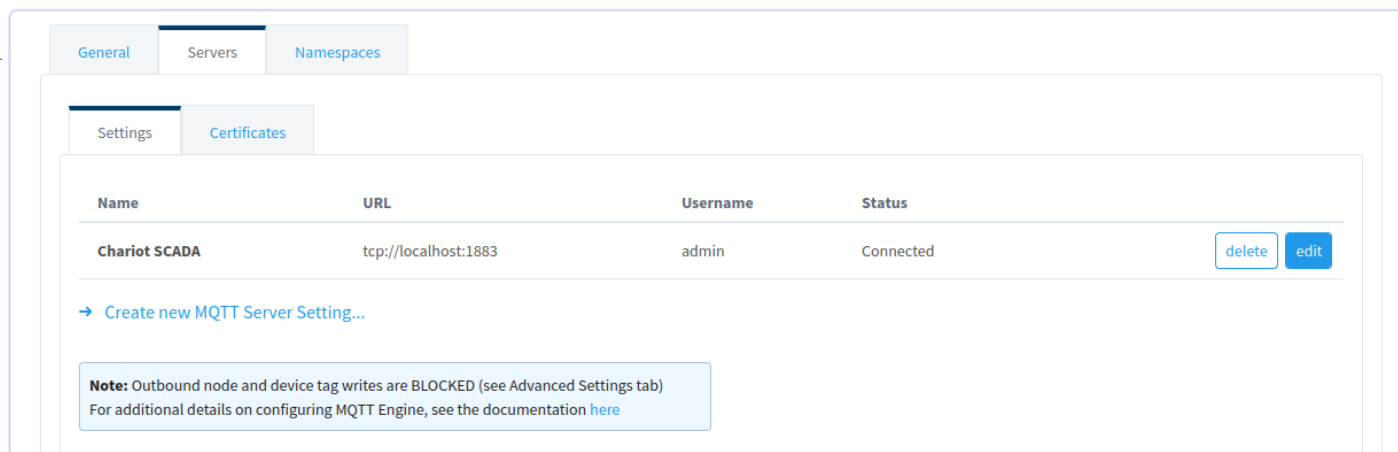 General Servers Namespaces
Settings Certificates
Name URL Username Status
Chariot SCADA tcp://localhost:1883 admin Connected delete edit
→ Create new MQTT Server Setting...
Note: Outbound node and device tag writes are BLOCKED (see Advanced Settings tab)
For additional details on configuring MQTT Engine, see the documentation here